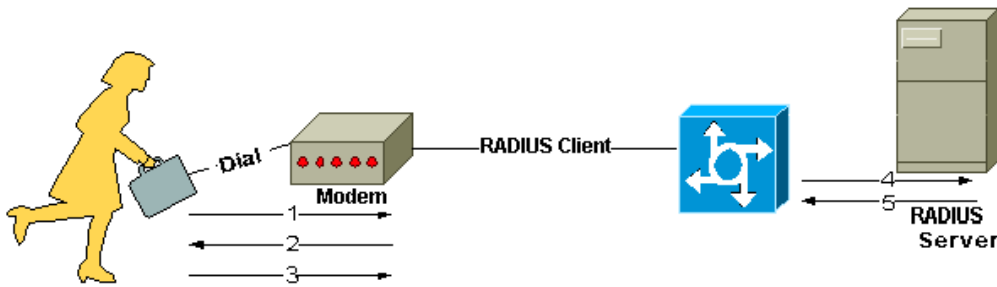 Dial
Modem
RADIUS Client
1
2
3
4
5
RADIUS
Server